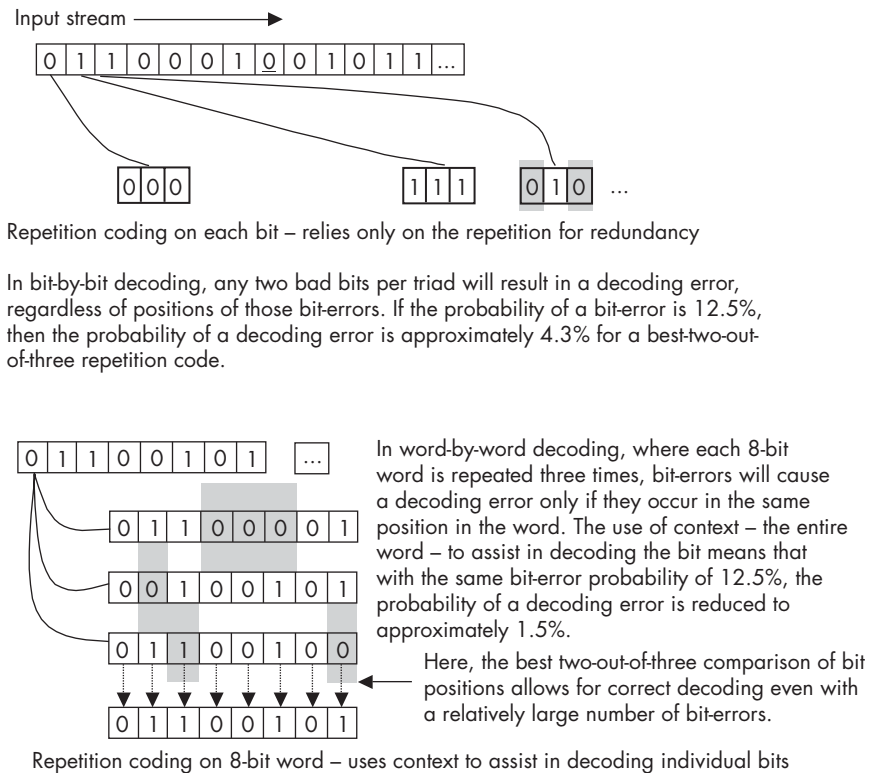 Input stream
0 1 1 0 0 0 1 0 0 1 0 1 1 ...
0 0 0 1 1 1 0 1 0 ...
Repetition coding on each bit – relies only on the repetition for redundancy
In bit-by-bit decoding, any two bad bits per triad will result in a decoding error,
regardless of positions of those bit-errors. If the probability of a bit-error is 12.5%,
then the probability of a decoding error is approximately 4.3% for a best-two-out-
of-three repetition code.
0 1 1 0 0 1 0 1 ...
0 1 1 0 0 0 0 1
0 0 1 0 0 1 0 1
0 1 1 0 0 1 0 0
0 1 1 0 0 1 0 1
In word-by-word decoding, where each 8-bit
word is repeated three times, bit-errors will cause
a decoding error only if they occur in the same
position in the word. The use of context – the entire
word – to assist in decoding the bit means that
with the same bit-error probability of 12.5%, the
probability of a decoding error is reduced to
approximately 1.5%.
Here, the best two-out-of-three comparison of bit
positions allows for correct decoding even with
a relatively large number of bit-errors.
Repetition coding on 8-bit word – uses context to assist in decoding individual bits